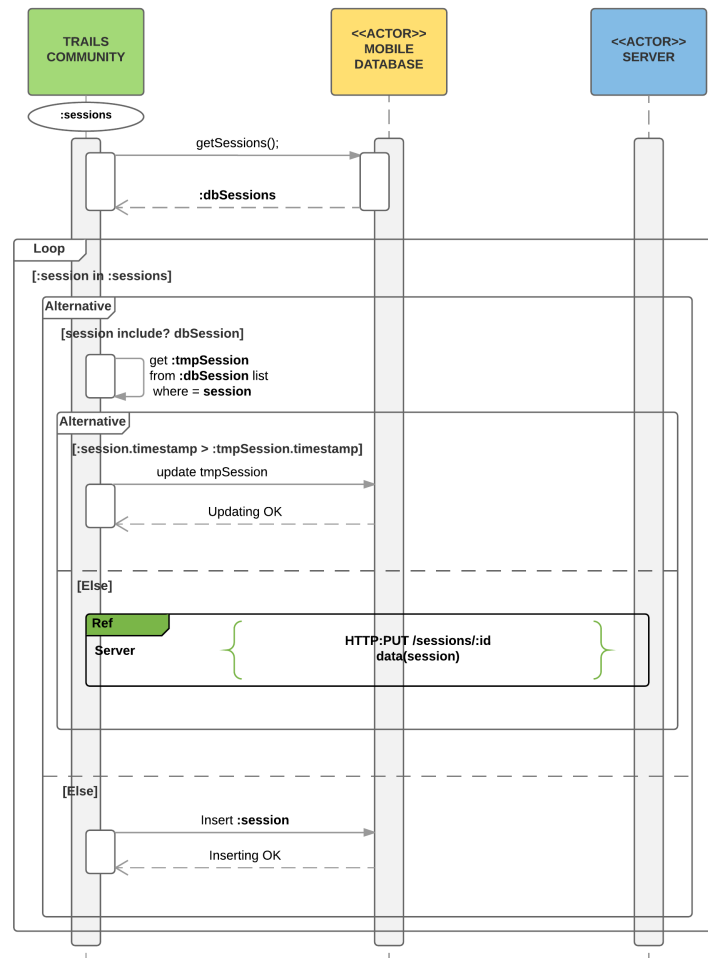 TRAILS
COMMUNITY
<<ACTOR>>
MOBILE
DATABASE
<<ACTOR>>
SERVER
:sessions
getSessions();
:dbSessions
Loop
[:session in :sessions]
Alternative
[session include? dbSession]
get :tmpSession
from :dbSession list
where = session
Alternative
[:session.timestamp > :tmpSession.timestamp]
update tmpSession
Updating OK
[Else]
Ref
Server
HTTP:PUT /sessions/:id
data(session)
[Else]
Insert :session
Inserting OK